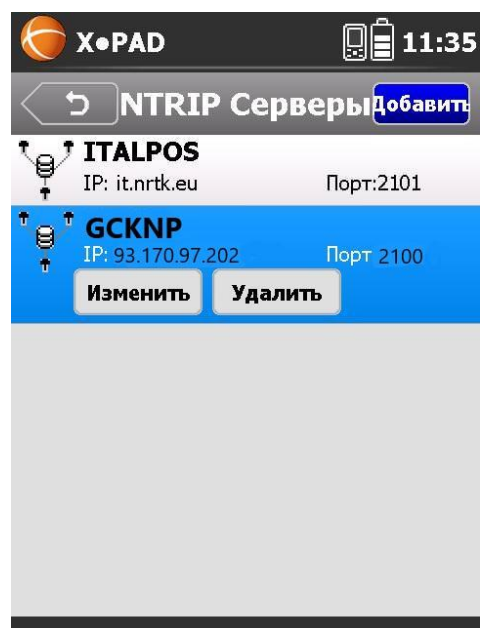 X•PAD 11:35
NTRIP Серверы Добавить
ITALPOS
IP: it.nrtk.eu Порт:2101
GCKNP
IP: 93.170.97.202 Порт 2100
Изменить Удалить